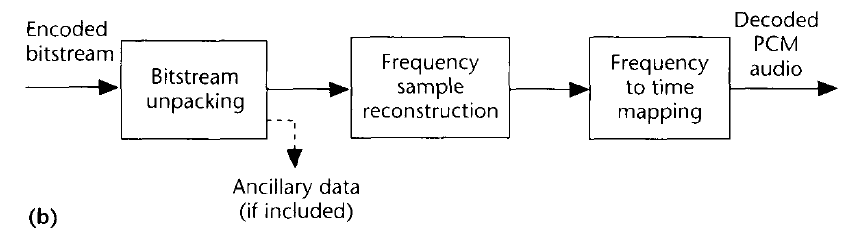 Encoded
bitstream
Bitstream
unpacking
Frequency
sample
reconstruction
Frequency
to time
mapping
Decoded
PCM
audio
Ancillary data
(if included)
(b)